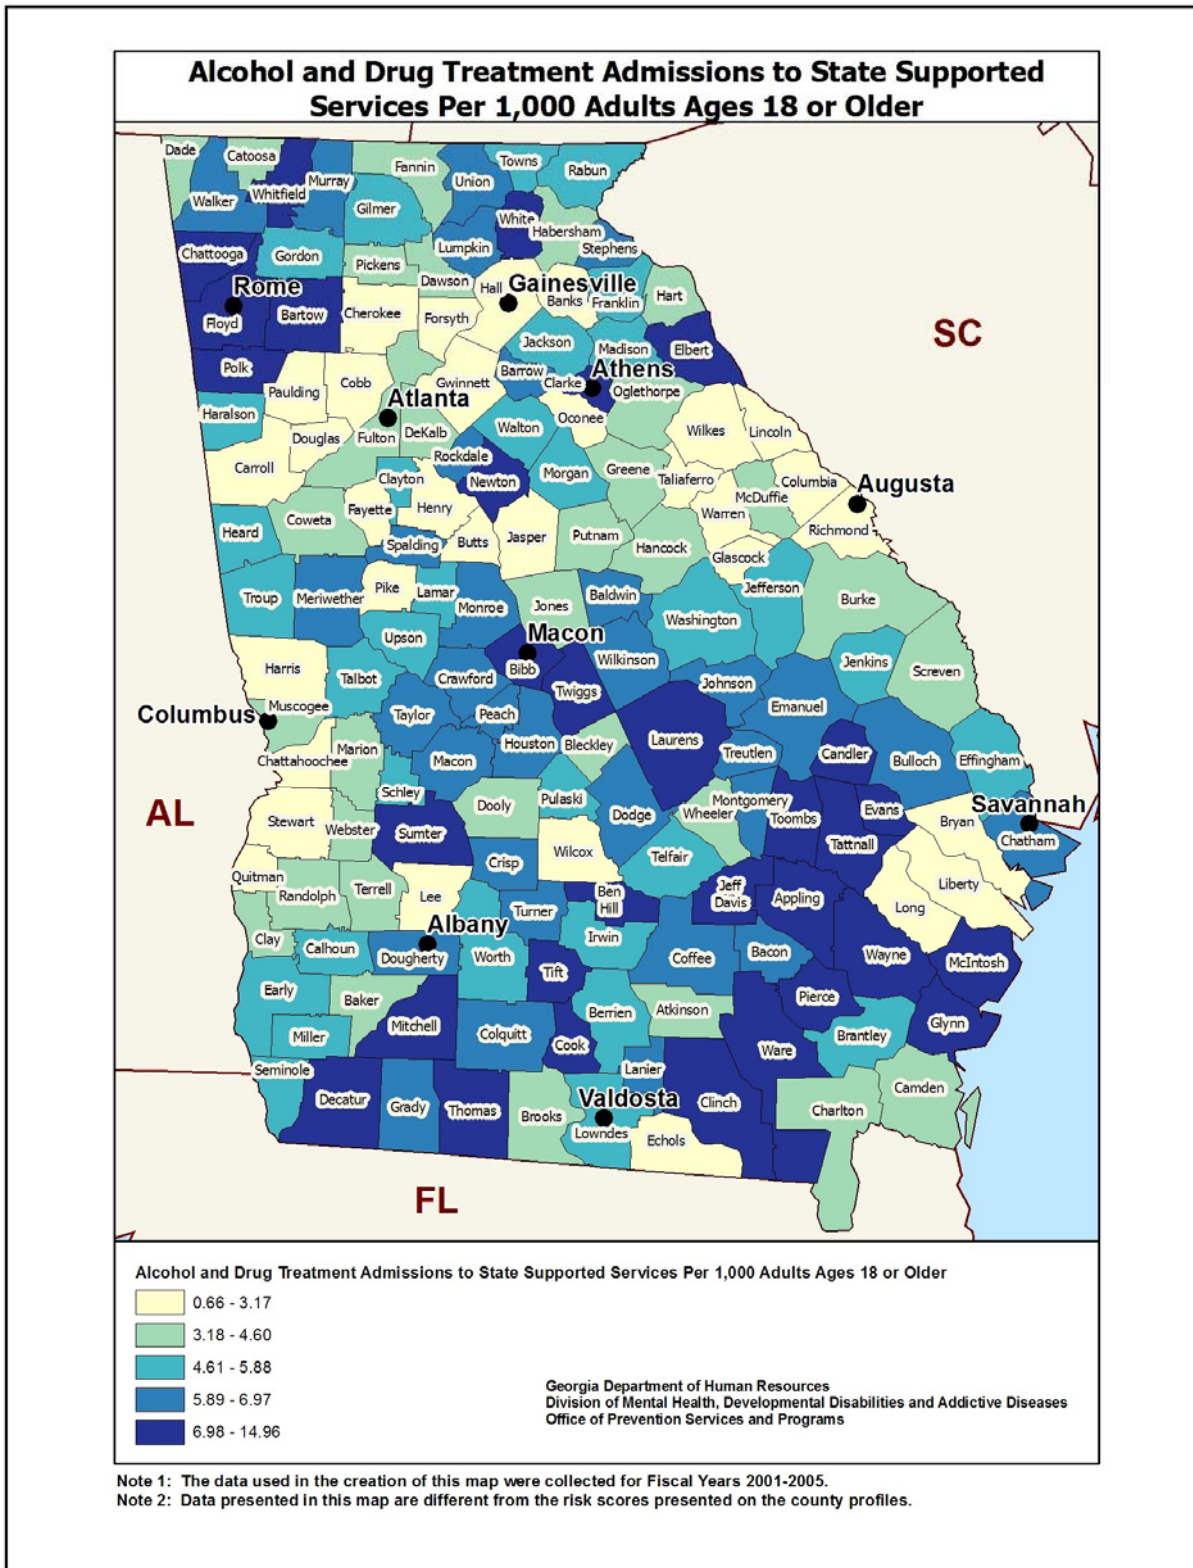 Alcohol and Drug Treatment Admissions to State Supported
Services Per 1,000 Adults Ages 18 or Older
Dade
Catoosa
Fannin
Towns
Rabun
Walker
Whitfield
Murray
Union
Gilmer
White
Habersham
Stephens
Lumpkin
Chattooga
Gordon
Pickens
Dawson
Rome
Hall
Gainesville
Banks
Franklin
Hart
Floyd
Bartow
Cherokee
Forsyth
SC
Jackson
Madison
Elbert
Polk
Paulding
Cobb
Gwinnett
Barrow
Clarke
Athens
Oglethorpe
Atlanta
Haralson
Douglas
Fulton
DeKalb
Walton
Oconee
Wilkes
Lincoln
Carroll
Rockdale
Clayton
Newton
Morgan
Greene
Taliaferro
Columbia
McDuffie
Augusta
Coweta
Fayette
Henry
Warren
Richmond
Heard
Spalding
Butts
Jasper
Putnam
Hancock
Glascock
Troup
Meriwether
Pike
Lamar
Monroe
Jones
Baldwin
Jefferson
Burke
Upson
Washington
Macon
Bibb
Wilkinson
Harris
Talbot
Crawford
Twiggs
Johnson
Jenkins
Screven
Columbus
Muscogee
Taylor
Peach
Emanuel
Chattahoochee
Marion
Macon
Houston
Bleckley
Laurens
Treutlen
Candler
Bulloch
Effingham
AL
Schley
Dooly
Pulaski
Dodge
Wheeler
Montgomery
Toombs
Evans
Savannah
Stewart
Webster
Sumter
Tattnall
Bryan
Chatham
Crisp
Wilcox
Telfair
Quitman
Randolph
Terrell
Lee
Ben
Hill
Jeff
Davis
Appling
Liberty
Long
Turner
Clay
Calhoun
Albany
Dougherty
Worth
Irwin
Coffee
Bacon
Wayne
McIntosh
Tift
Early
Baker
Mitchell
Berrien
Atkinson
Pierce
Glynn
Miller
Colquitt
Cook
Ware
Brantley
Seminole
Decatur
Grady
Thomas
Brooks
Lanier
Valdosta
Lowndes
Echols
Clinch
Charlton
Camden
FL
Alcohol and Drug Treatment Admissions to State Supported Services Per 1,000 Adults Ages 18 or Older
0.66 - 3.17
3.18 - 4.60
4.61 - 5.88
5.89 - 6.97
6.98 - 14.96
Georgia Department of Human Resources
Division of Mental Health, Developmental Disabilities and Addictive Diseases
Office of Prevention Services and Programs
Note 1: The data used in the creation of this map were collected for Fiscal Years 2001-2005.
Note 2: Data presented in this map are different from the risk scores presented on the county profiles.